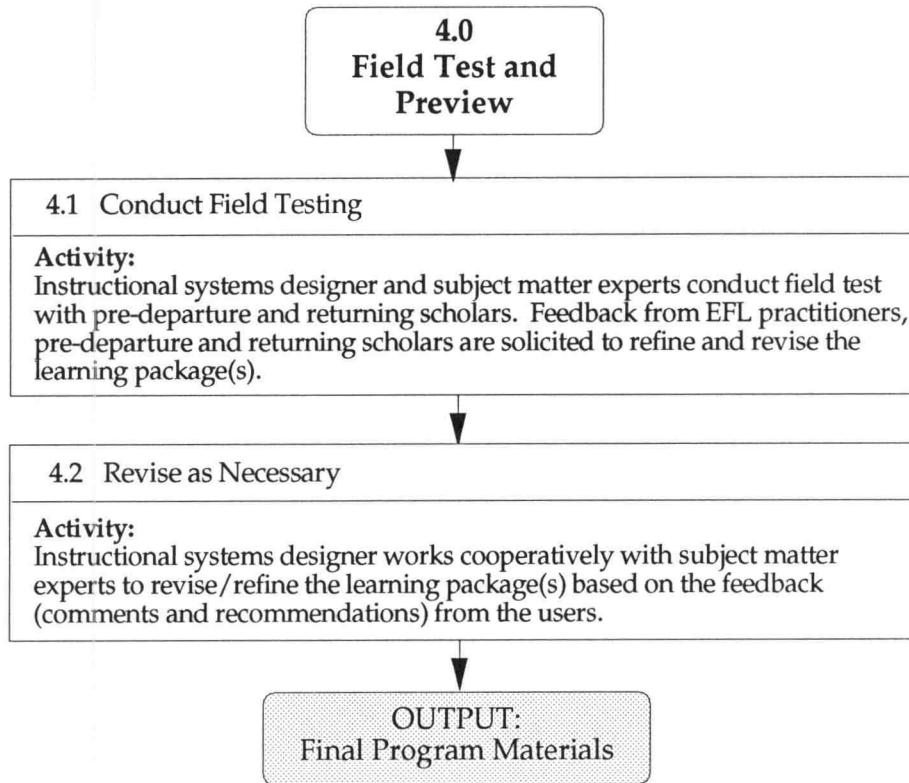 4.0
Field Test and
Preview
4.1 Conduct Field Testing
Activity:
Instructional systems designer and subject matter experts conduct field test
with pre-departure and returning scholars. Feedback from EFL practitioners,
pre-departure and returning scholars are solicited to refine and revise the
learning package(s).
4.2 Revise as Necessary
Activity:
Instructional systems designer works cooperatively with subject matter
experts to revise/refine the learning package(s) based on the feedback
(comments and recommendations) from the users.
OUTPUT:
Final Program Materials